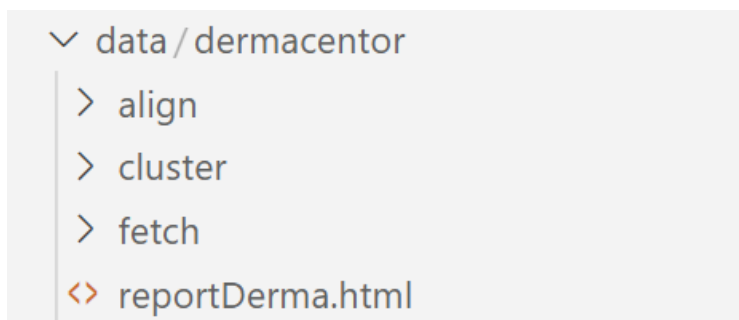 data/dermacentor
align
cluster
fetch
reportDerma.html